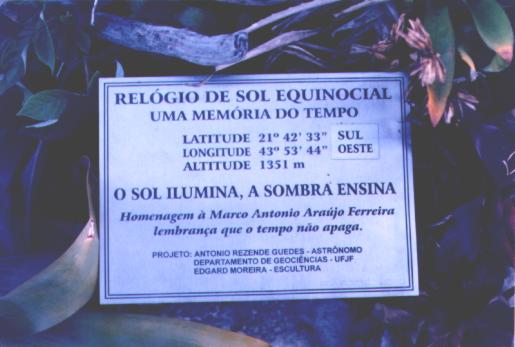 RELÓGIO DE SOL EQUINOCIAL
UMA MEMÓRIA DO TEMPO
LATITUDE 21º 42' 33" SUL
LONGITUDE 43º 53' 44" OESTE
ALTITUDE 1351 m
O SOL ILUMINA, A SOMBRA ENSINA
Homenagem à Marco Antonio Araújo Ferreira
lembrança que o tempo não apaga.
PROJETO: ANTONIO REZENDE GUEDES - ASTRÔNOMO
DEPARTAMENTO DE GEOCIÊNCIAS - UFJF
EDGARD MOREIRA - ESCULTURA